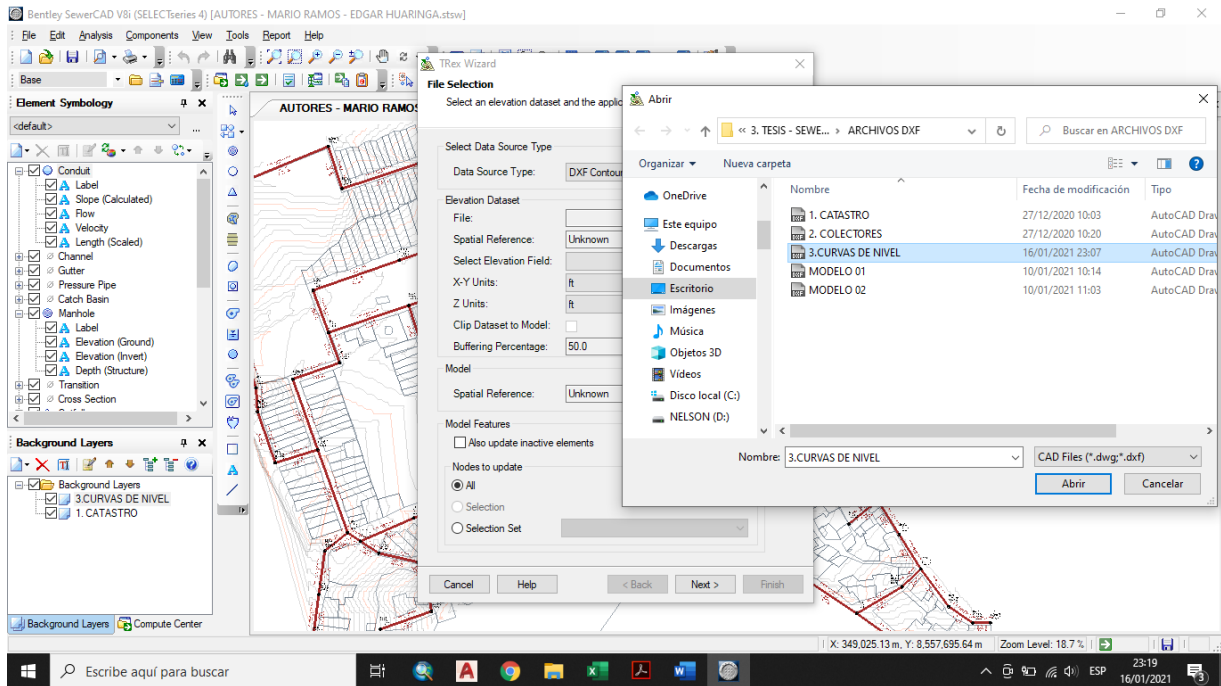 Bentley SewerCAD V8i (SELECTseries 4) [AUTORES - MARIO RAMOS - EDGAR HUARINGA.stsw]
File Edit Analysis Components View Tools Report Help
Base
Element Symbology
<default>
Conduit
Label
Slope (Calculated)
Flow
Velocity
Length (Scaled)
Channel
Gutter
Pressure Pipe
Catch Basin
Manhole
Label
Elevation (Ground)
Elevation (Invert)
Depth (Structure)
Transition
Cross Section
Background Layers
Background Layers
3.CURVAS DE NIVEL
1. CATASTRO
Background Layers Compute Center
AUTORES - MARIO RAMOS
TRex Wizard
File Selection
Select an elevation dataset and the applic
Select Data Source Type
Data Source Type: DXF Contour
Elevation Dataset
File:
Spatial Reference: Unknown
Select Elevation Field:
X-Y Units: ft
Z Units: ft
Clip Dataset to Model:
Buffering Percentage: 50.0
Model
Spatial Reference: Unknown
Model Features
Also update inactive elements
Nodes to update
All
Selection
Selection Set
Cancel Help < Back Next > Finish
Abrir
« 3. TESIS - SEWE... › ARCHIVOS DXF
Buscar en ARCHIVOS DXF
Organizar Nueva carpeta
OneDrive
Este equipo
Descargas
Documentos
Escritorio
Imágenes
Música
Objetos 3D
Vídeos
Disco local (C:)
NELSON (D:)
Nombre Fecha de modificación Tipo
1. CATASTRO 27/12/2020 10:03 AutoCAD Drav
2. COLECTORES 27/12/2020 10:20 AutoCAD Drav
3.CURVAS DE NIVEL 16/01/2021 23:07 AutoCAD Drav
MODELO 01 10/01/2021 10:14 AutoCAD Drav
MODELO 02 10/01/2021 11:03 AutoCAD Drav
Nombre: 3.CURVAS DE NIVEL CAD Files (*.dwg;*.dxf)
Abrir Cancelar
X: 349,025.13 m, Y: 8,557,695.64 m Zoom Level: 18.7 %
Escribe aquí para buscar
ESP
23:19
16/01/2021
3